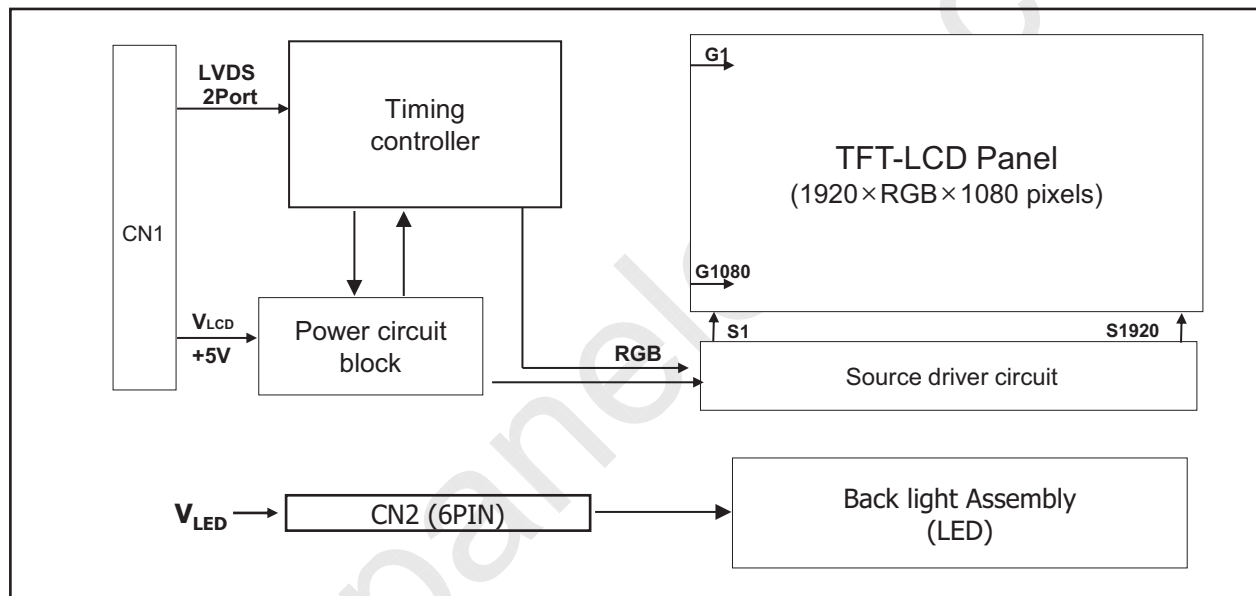 LVDS
2Port
Timing
controller
G1
TFT-LCD Panel
(1920×RGB×1080 pixels)
CN1
G1080
VLCD
+5V
Power circuit
block
RGB
S1
S1920
Source driver circuit
VLED
CN2 (6PIN)
Back light Assembly
(LED)